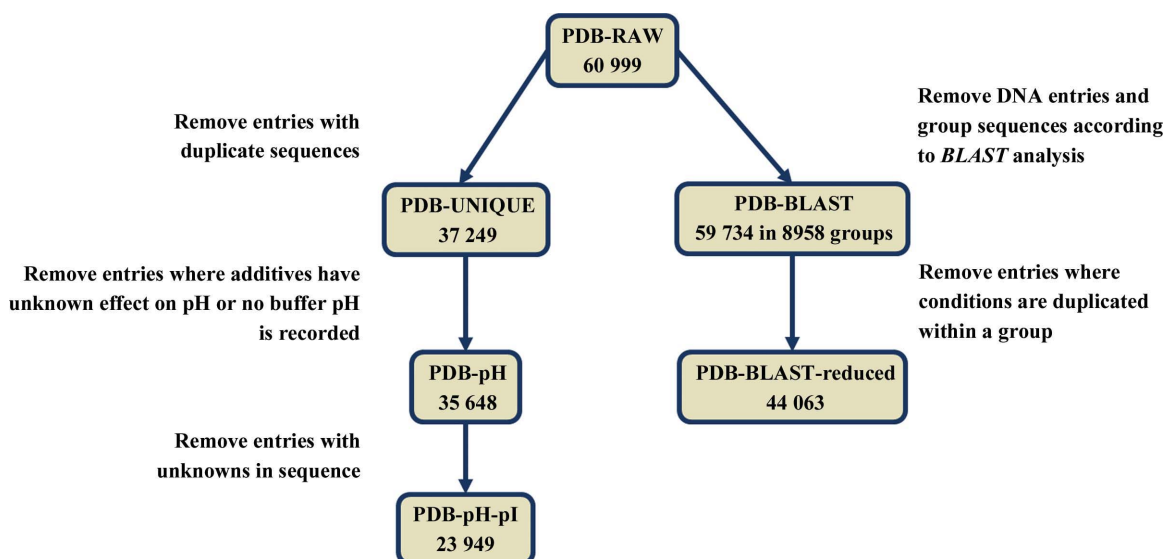 PDB-RAW
60 999
Remove entries with
duplicate sequences
Remove DNA entries and
group sequences according
to BLAST analysis
PDB-UNIQUE
37 249
PDB-BLAST
59 734 in 8958 groups
Remove entries where additives have
unknown effect on pH or no buffer pH
is recorded
Remove entries where
conditions are duplicated
within a group
PDB-pH
35 648
PDB-BLAST-reduced
44 063
Remove entries with
unknowns in sequence
PDB-pH-pI
23 949